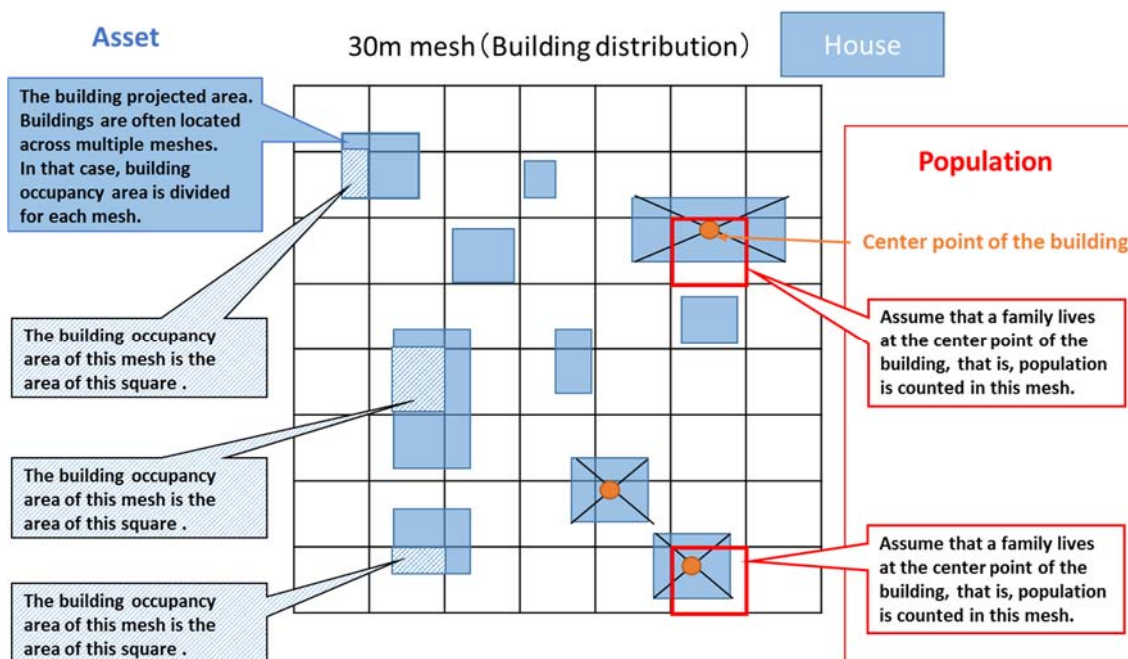 Asset
30m mesh（Building distribution）
House
The building projected area.
Buildings are often located
across multiple meshes.
In that case, building
occupancy area is divided
for each mesh.
The building occupancy
area of this mesh is the
area of this square .
The building occupancy
area of this mesh is the
area of this square .
The building occupancy
area of this mesh is the
area of this square .
Population
Center point of the building
Assume that a family lives
at the center point of the
building, that is, population
is counted in this mesh.
Assume that a family lives
at the center point of the
building, that is, population
is counted in this mesh.